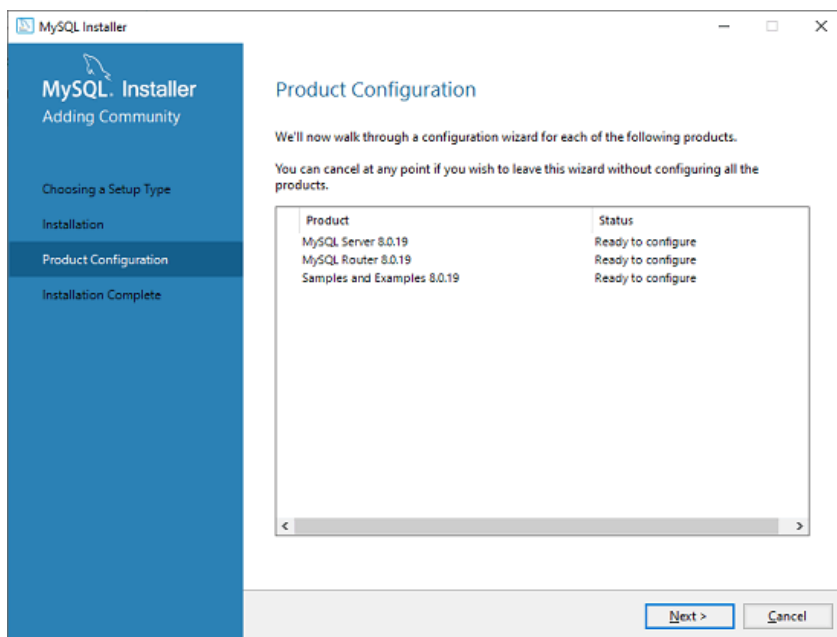 MySQL Installer
MySQL. Installer
Adding Community
Choosing a Setup Type
Installation
Product Configuration
Installation Complete
Product Configuration
We'll now walk through a configuration wizard for each of the following products.
You can cancel at any point if you wish to leave this wizard without configuring all the
products.
Product Status
MySQL Server 8.0.19 Ready to configure
MySQL Router 8.0.19 Ready to configure
Samples and Examples 8.0.19 Ready to configure
Next > Cancel